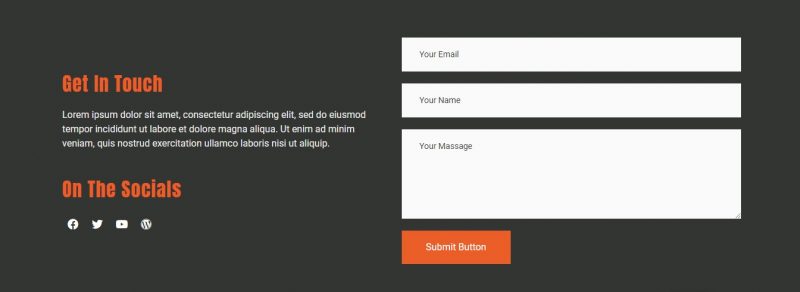 Get In Touch
Lorem ipsum dolor sit amet, consectetur adipiscing elit, sed do eiusmod
tempor incididunt ut labore et dolore magna aliqua. Ut enim ad minim
veniam, quis nostrud exercitation ullamco laboris nisi ut aliquip.
On The Socials
Your Email
Your Name
Your Massage
Submit Button